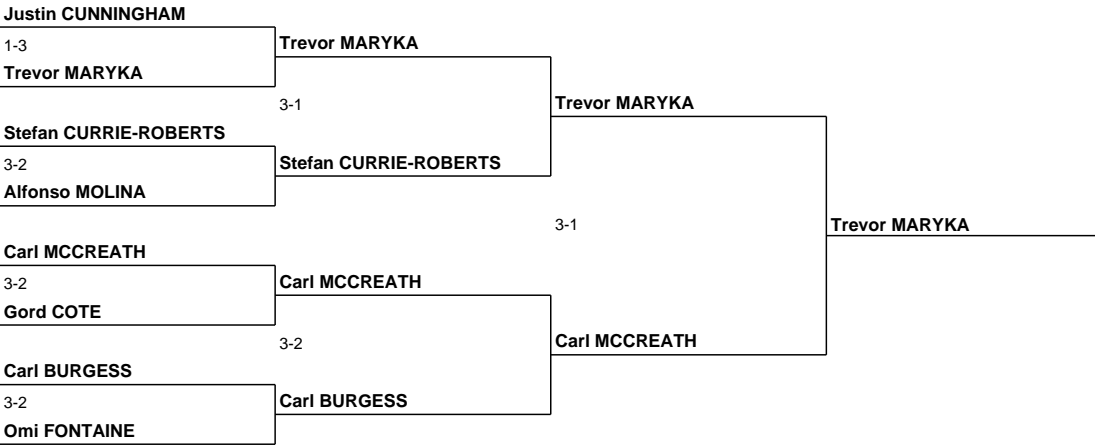 Justin CUNNINGHAM
1-3
Trevor MARYKA
Trevor MARYKA
3-1
Trevor MARYKA
Stefan CURRIE-ROBERTS
3-2
Stefan CURRIE-ROBERTS
Alfonso MOLINA
3-1
Trevor MARYKA
Carl MCCREATH
3-2
Carl MCCREATH
Gord COTE
3-2
Carl MCCREATH
Carl BURGESS
3-2
Carl BURGESS
Omi FONTAINE